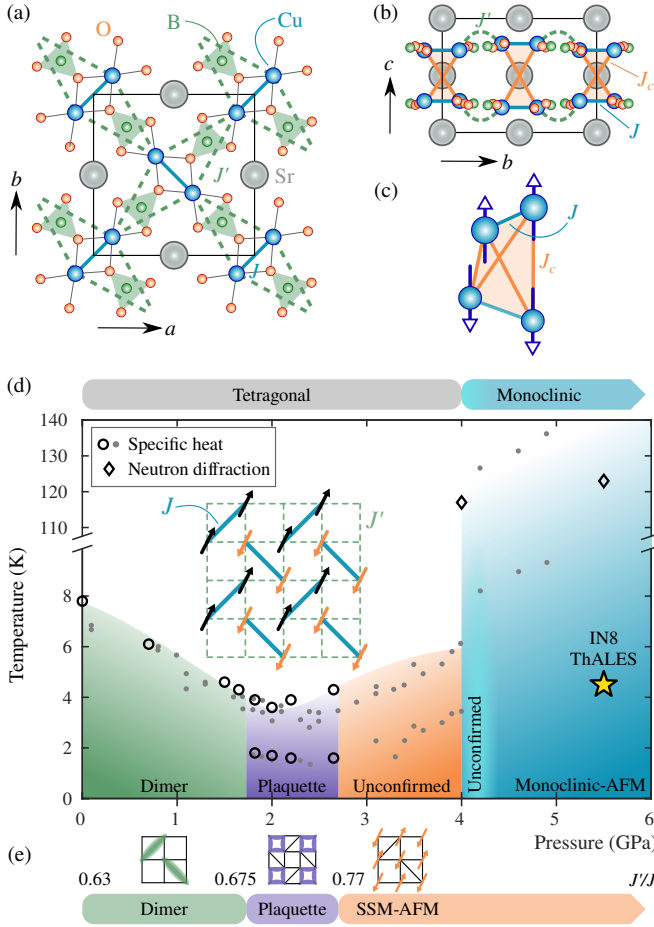 (a)
O
B
Cu
J'
Sr
J
b
a
(b)
J'
c
J_c
J
b
(c)
J
J_c
(d)
Tetragonal
Monoclinic
140
130
120
110
8
6
4
2
0
Temperature (K)
Specific heat
Neutron diffraction
J
J'
IN8
ThALES
Dimer
Plaquette
Unconfirmed
Unconfirmed
Monoclinic-AFM
0 1 2 3 4 5 6
Pressure (GPa)
(e)
0.63 0.675 0.77 J'/J
Dimer
Plaquette
SSM-AFM